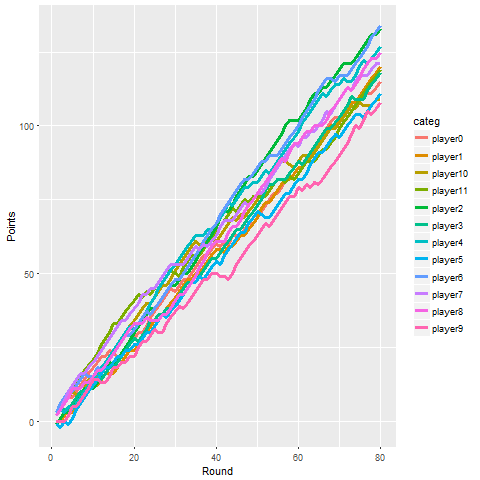 100
50
0
Points
0
20
40
60
80
Round
categ
player0
player1
player10
player11
player2
player3
player4
player5
player6
player7
player8
player9